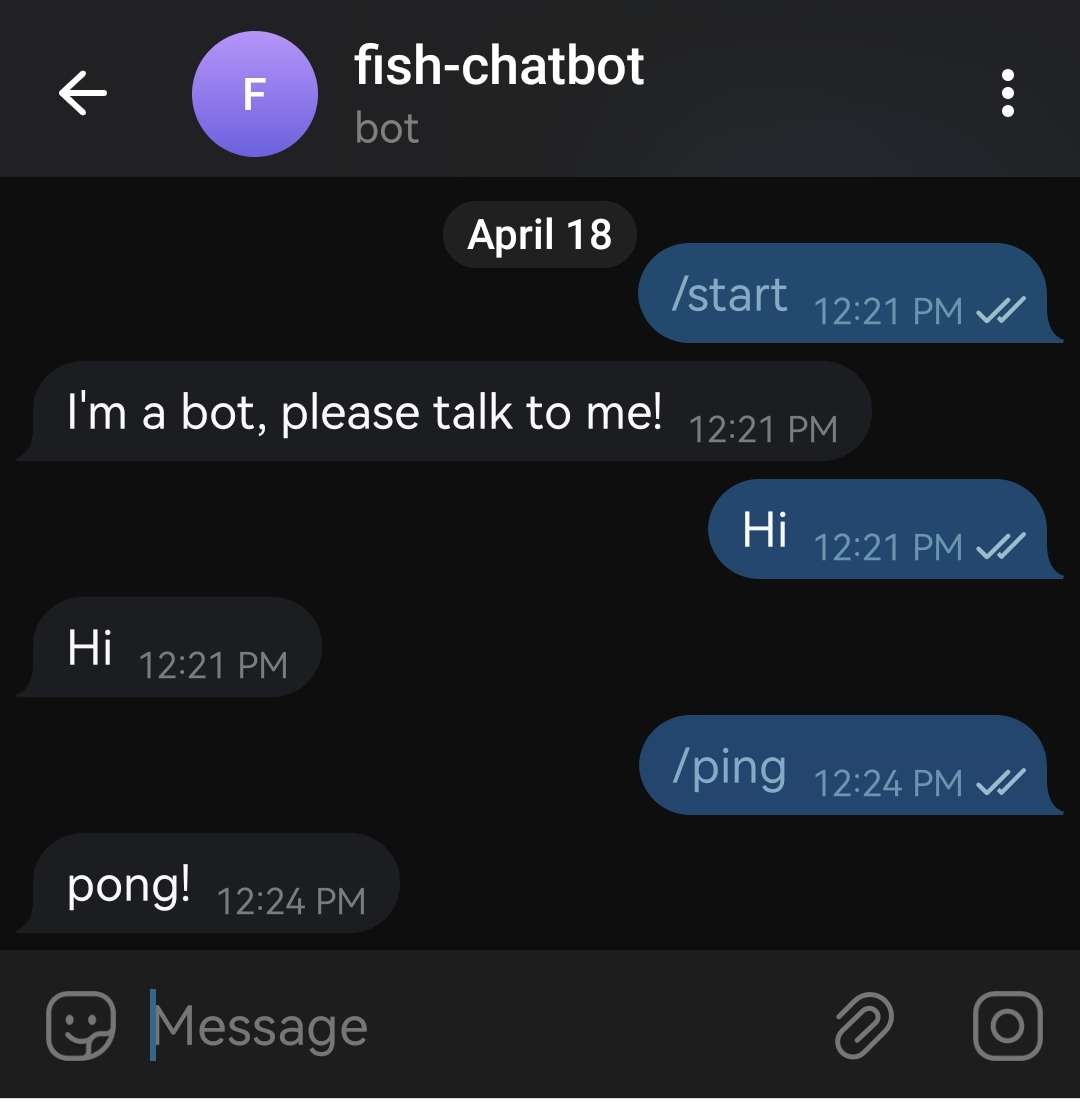 F
fish-chatbot
bot
April 18
/start 12:21 PM
I'm a bot, please talk to me! 12:21 PM
Hi 12:21 PM
Hi 12:21 PM
/ping 12:24 PM
pong! 12:24 PM
Message